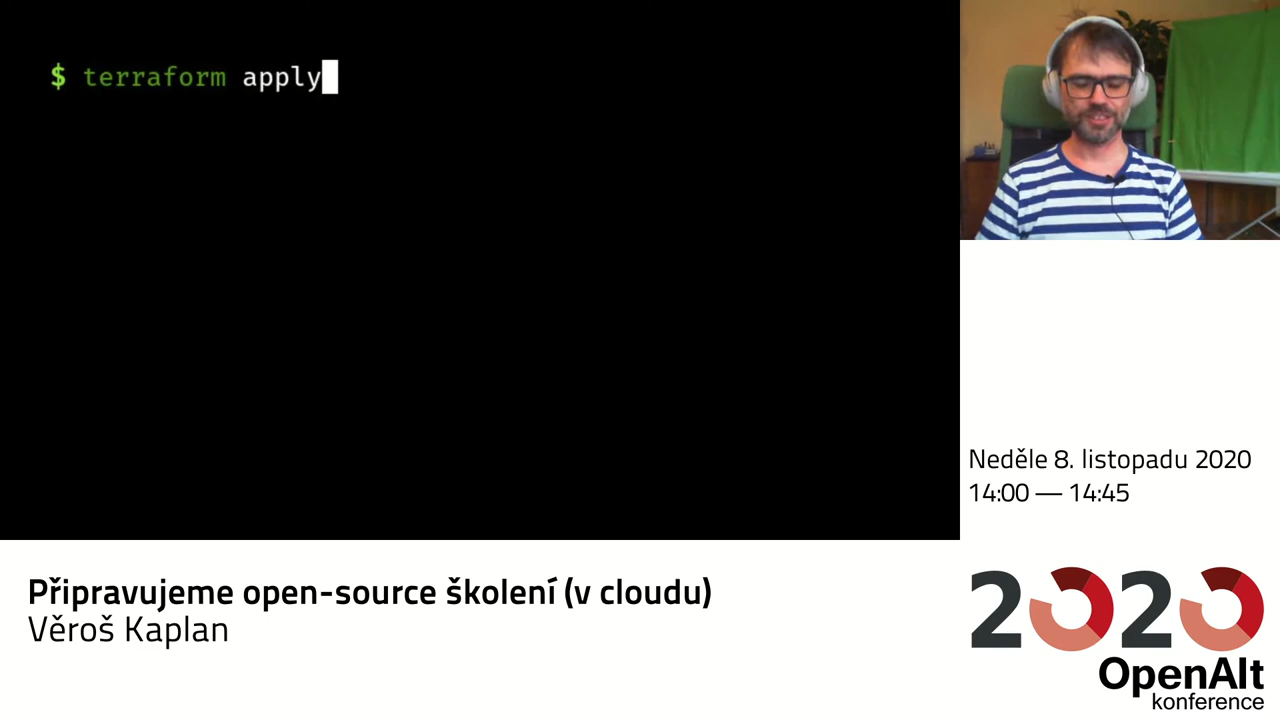 $ terraform apply
Neděle 8. listopadu 2020
14:00 — 14:45
Připravujeme open-source školení (v cloudu)
Věroš Kaplan
2020
OpenAlt
konference